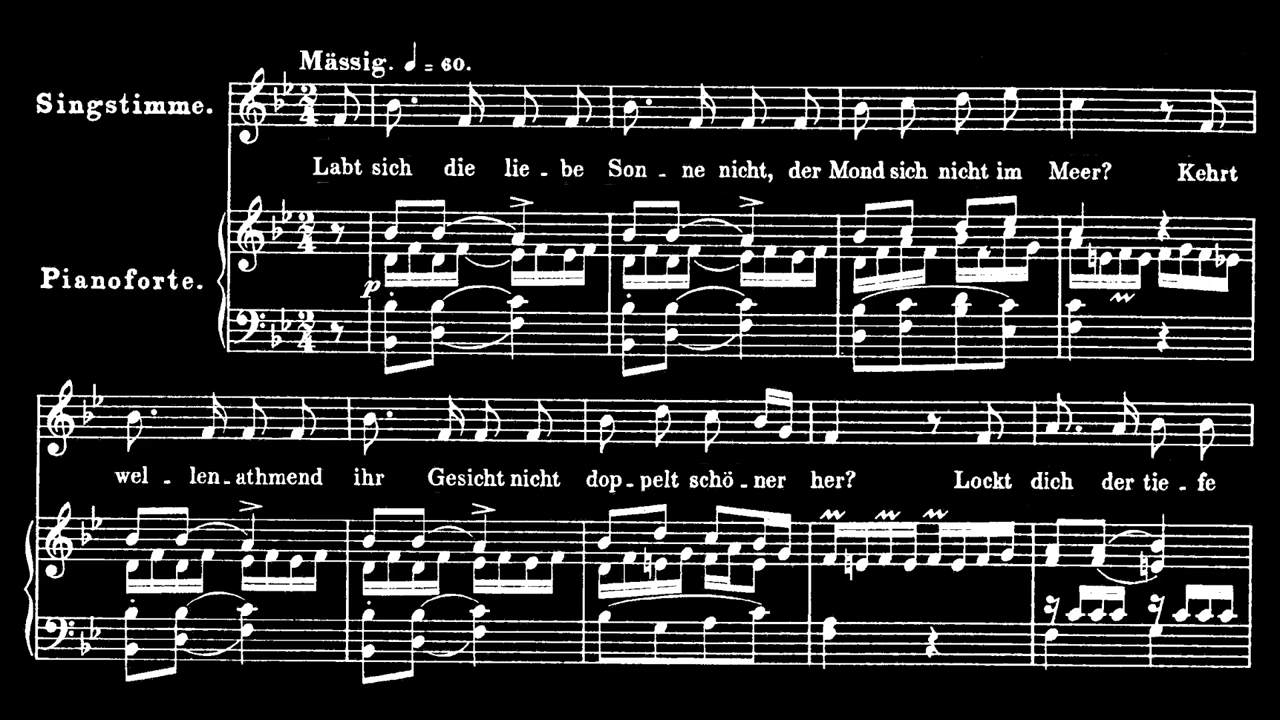 Mässig. ♩ = 60.
Singstimme.
Labt sich die lie - be Son - ne nicht, der Mond sich nicht im Meer? Kehrt
Pianoforte.
p
wel - len-athmend ihr Gesicht nicht dop-pelt schö-ner her? Lockt dich der tie - fe